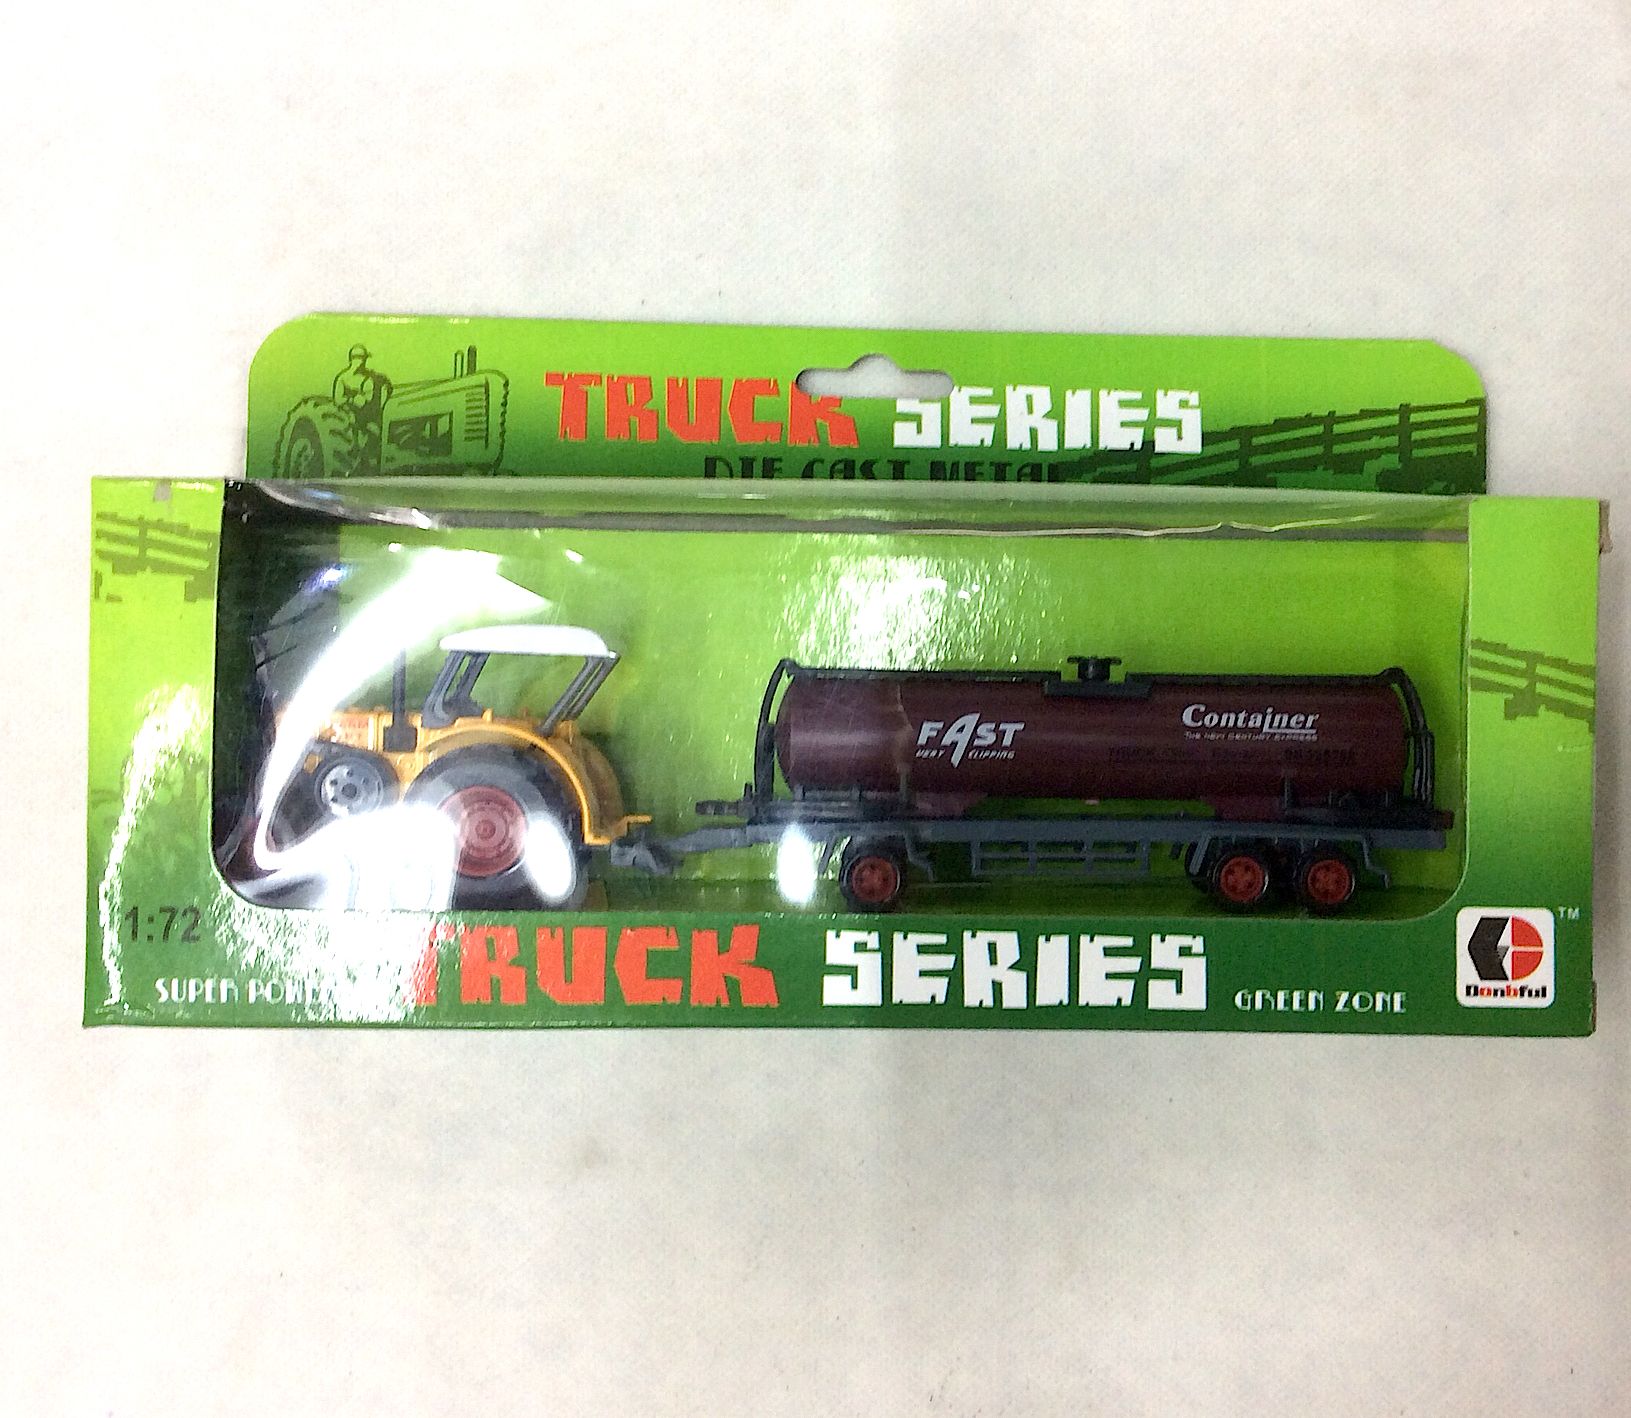 TRUCK SERIES
DIE CAST METAL
FAST
VERY CLIPPING
Container
THE NEW CENTURY EXPRESS
1:72
SUPER
TRUCK SERIES
GREEN ZONE
Donbful
TM